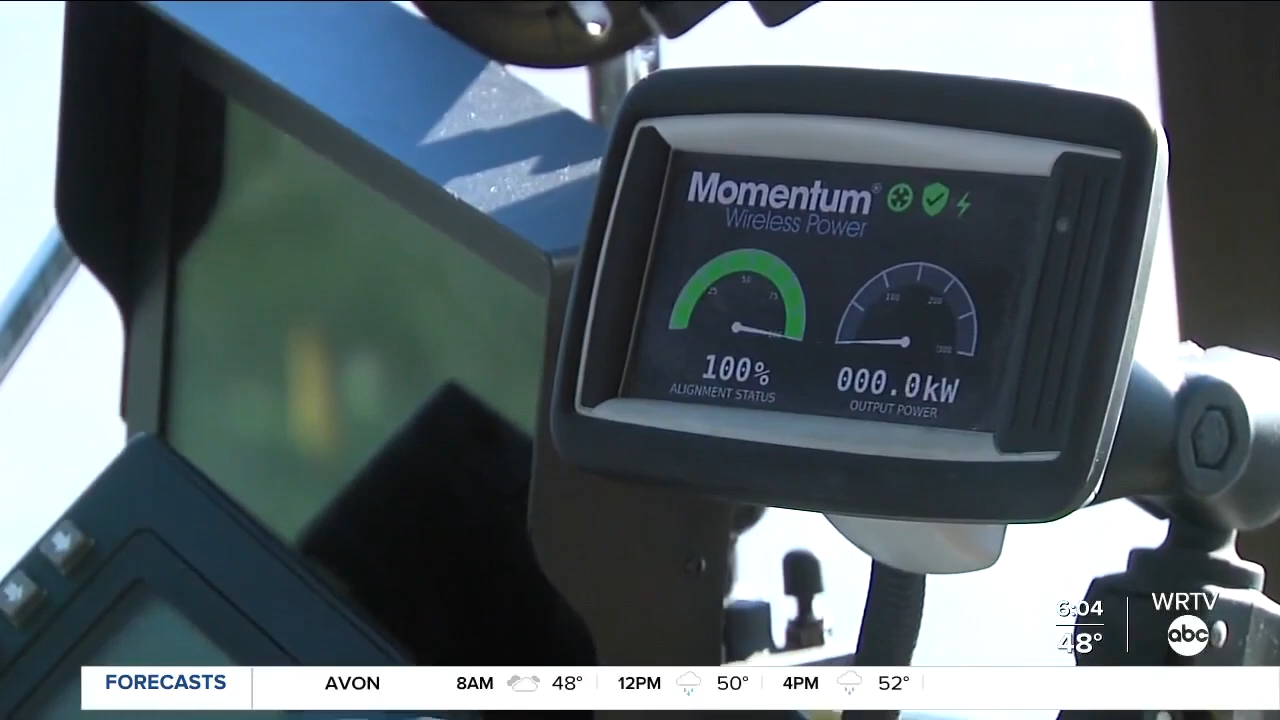 Momentum®
Wireless Power
25 50 75
100 200 300
100%
ALIGNMENT STATUS
000.0kW
OUTPUT POWER
6:04
48°
WRTV
abc
FORECASTS AVON 8AM 48° 12PM 50° 4PM 52°